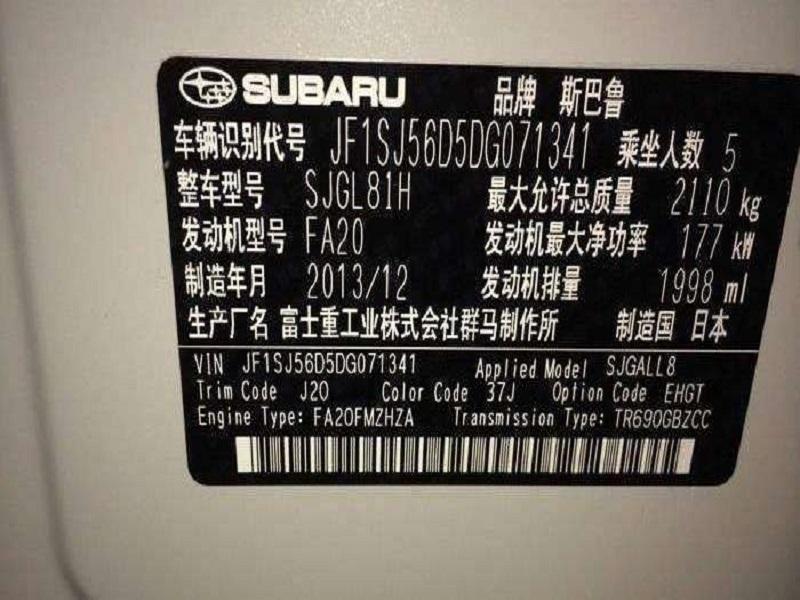 SUBARU 品牌 斯巴鲁
车辆识别代号 JF1SJ56D5DG071341 乘坐人数 5
整车型号 SJGL81H 最大允许总质量 2110 kg
发动机型号 FA20 发动机最大净功率 177 kW
制造年月 2013/12 发动机排量 1998 ml
生产厂名 富士重工业株式会社群马制作所 制造国 日本
VIN JF1SJ56D5DG071341 Applied Model SJGALL8
Trim Code J20 Color Code 37J Option Code EHGT
Engine Type: FA20FMZHZA Transmission Type: TR690GBZCC